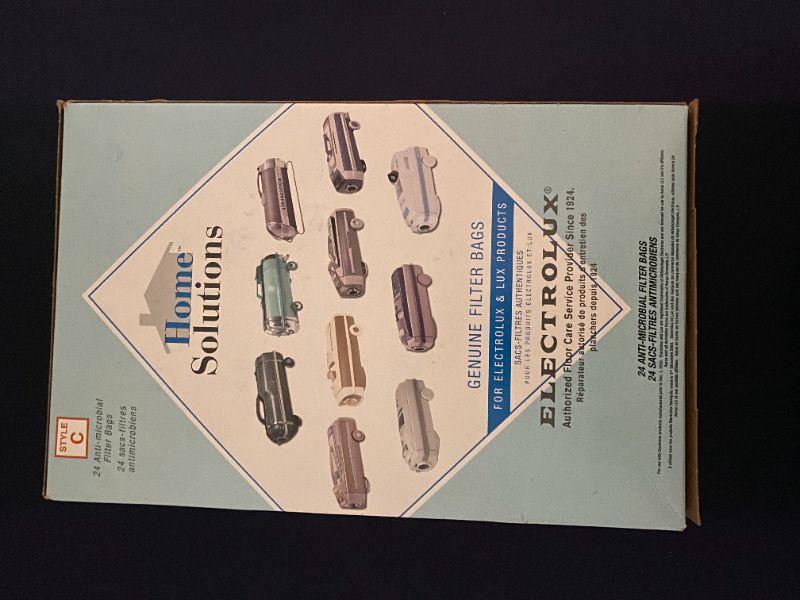 STYLE
C
24 Anti-microbial
Filter Bags
24 sacs-filtres
antimicrobiens
Home™
Solutions
GENUINE FILTER BAGS
FOR ELECTROLUX & LUX PRODUCTS
SACS-FILTRES AUTHENTIQUES
POUR LES PRODUITS ELECTROLUX ET LUX
ELECTROLUX®
Authorized Floor Care Service Provider Since 1924.
Réparateur autorisé de produits d'entretien des
planchers depuis 1924
24 ANTI-MICROBIAL FILTER BAGS
24 SACS-FILTRES ANTIMICROBIENS